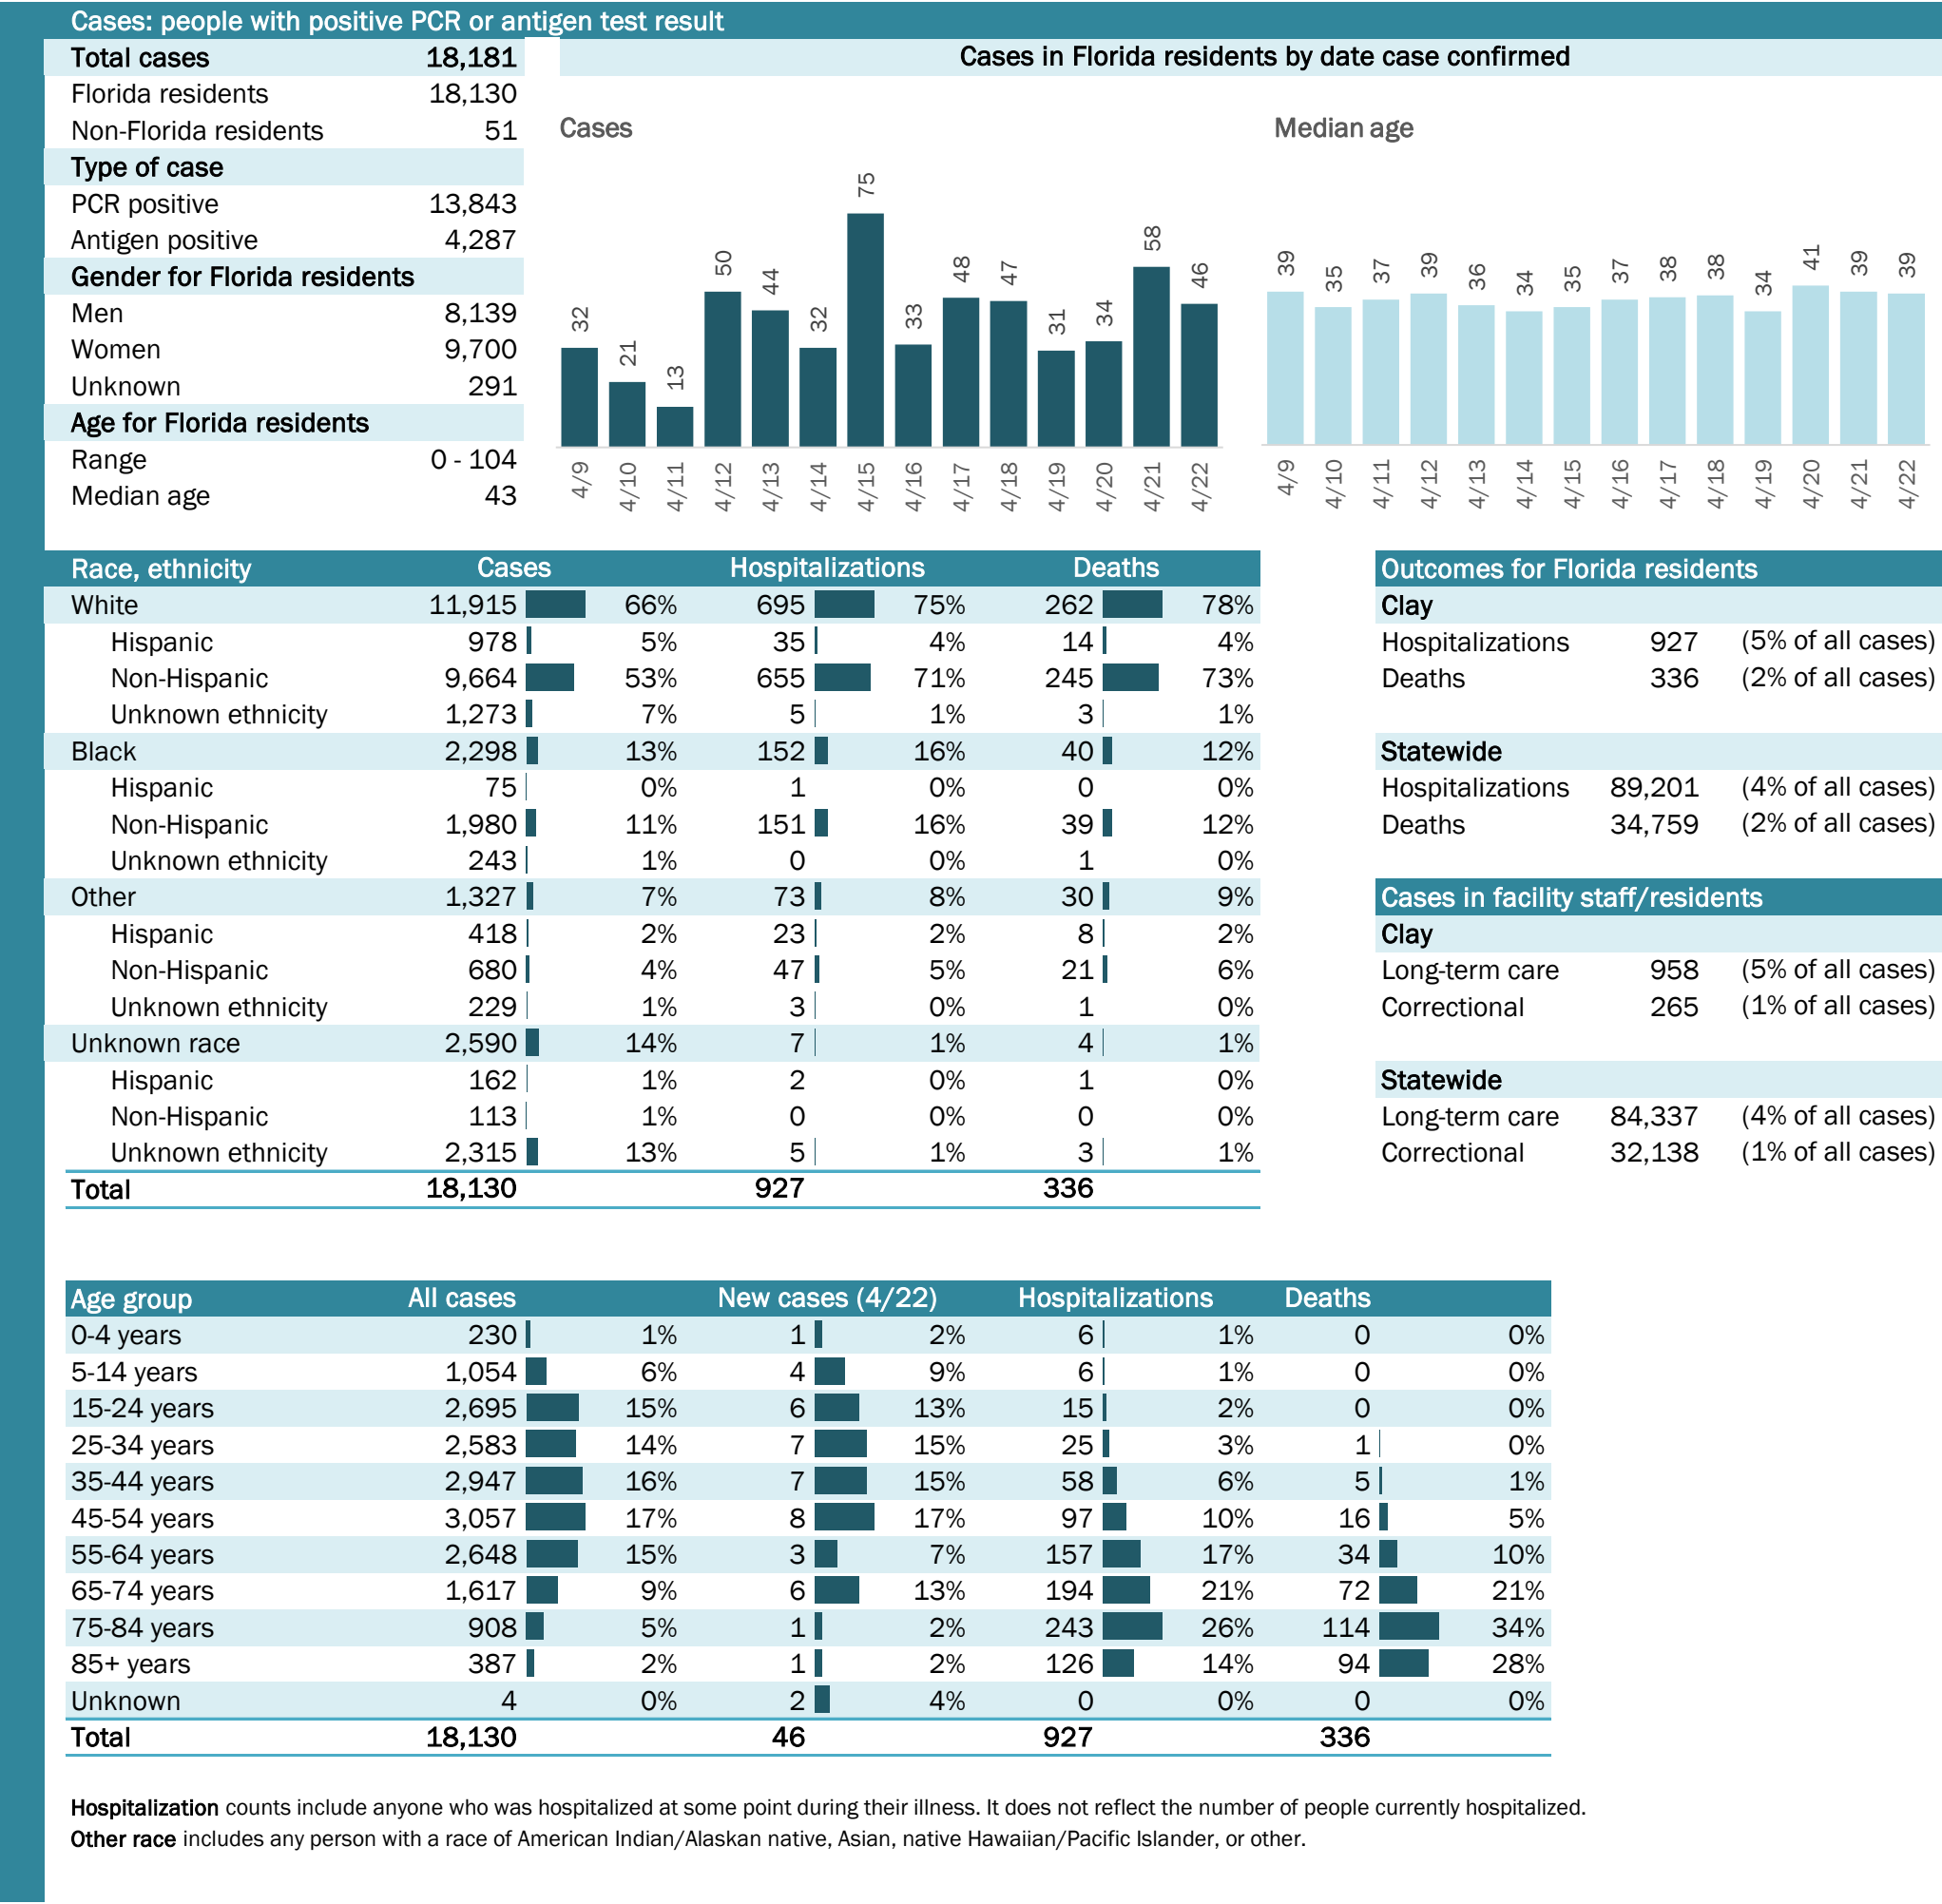 Cases: people with positive PCR or antigen test result
Total cases 18,181
Florida residents 18,130
Non-Florida residents 51
Type of case
PCR positive 13,843
Antigen positive 4,287
Gender for Florida residents
Men 8,139
Women 9,700
Unknown 291
Age for Florida residents
Range 0 - 104
Median age 43
Cases in Florida residents by date case confirmed
Cases
32 21 13 50 44 32 75 33 48 47 31 34 58 46
4/9 4/10 4/11 4/12 4/13 4/14 4/15 4/16 4/17 4/18 4/19 4/20 4/21 4/22
Median age
39 35 37 39 36 34 35 37 38 38 34 41 39 39
4/9 4/10 4/11 4/12 4/13 4/14 4/15 4/16 4/17 4/18 4/19 4/20 4/21 4/22
Race, ethnicity Cases Hospitalizations Deaths
White 11,915 66% 695 75% 262 78%
Hispanic 978 5% 35 4% 14 4%
Non-Hispanic 9,664 53% 655 71% 245 73%
Unknown ethnicity 1,273 7% 5 1% 3 1%
Black 2,298 13% 152 16% 40 12%
Hispanic 75 0% 1 0% 0 0%
Non-Hispanic 1,980 11% 151 16% 39 12%
Unknown ethnicity 243 1% 0 0% 1 0%
Other 1,327 7% 73 8% 30 9%
Hispanic 418 2% 23 2% 8 2%
Non-Hispanic 680 4% 47 5% 21 6%
Unknown ethnicity 229 1% 3 0% 1 0%
Unknown race 2,590 14% 7 1% 4 1%
Hispanic 162 1% 2 0% 1 0%
Non-Hispanic 113 1% 0 0% 0 0%
Unknown ethnicity 2,315 13% 5 1% 3 1%
Total 18,130 927 336
Outcomes for Florida residents
Clay
Hospitalizations 927 (5% of all cases)
Deaths 336 (2% of all cases)
Statewide
Hospitalizations 89,201 (4% of all cases)
Deaths 34,759 (2% of all cases)
Cases in facility staff/residents
Clay
Long-term care 958 (5% of all cases)
Correctional 265 (1% of all cases)
Statewide
Long-term care 84,337 (4% of all cases)
Correctional 32,138 (1% of all cases)
Age group All cases New cases (4/22) Hospitalizations Deaths
0-4 years 230 1% 1 2% 6 1% 0 0%
5-14 years 1,054 6% 4 9% 6 1% 0 0%
15-24 years 2,695 15% 6 13% 15 2% 0 0%
25-34 years 2,583 14% 7 15% 25 3% 1 0%
35-44 years 2,947 16% 7 15% 58 6% 5 1%
45-54 years 3,057 17% 8 17% 97 10% 16 5%
55-64 years 2,648 15% 3 7% 157 17% 34 10%
65-74 years 1,617 9% 6 13% 194 21% 72 21%
75-84 years 908 5% 1 2% 243 26% 114 34%
85+ years 387 2% 1 2% 126 14% 94 28%
Unknown 4 0% 2 4% 0 0% 0 0%
Total 18,130 46 927 336
Hospitalization counts include anyone who was hospitalized at some point during their illness. It does not reflect the number of people currently hospitalized.
Other race includes any person with a race of American Indian/Alaskan native, Asian, native Hawaiian/Pacific Islander, or other.